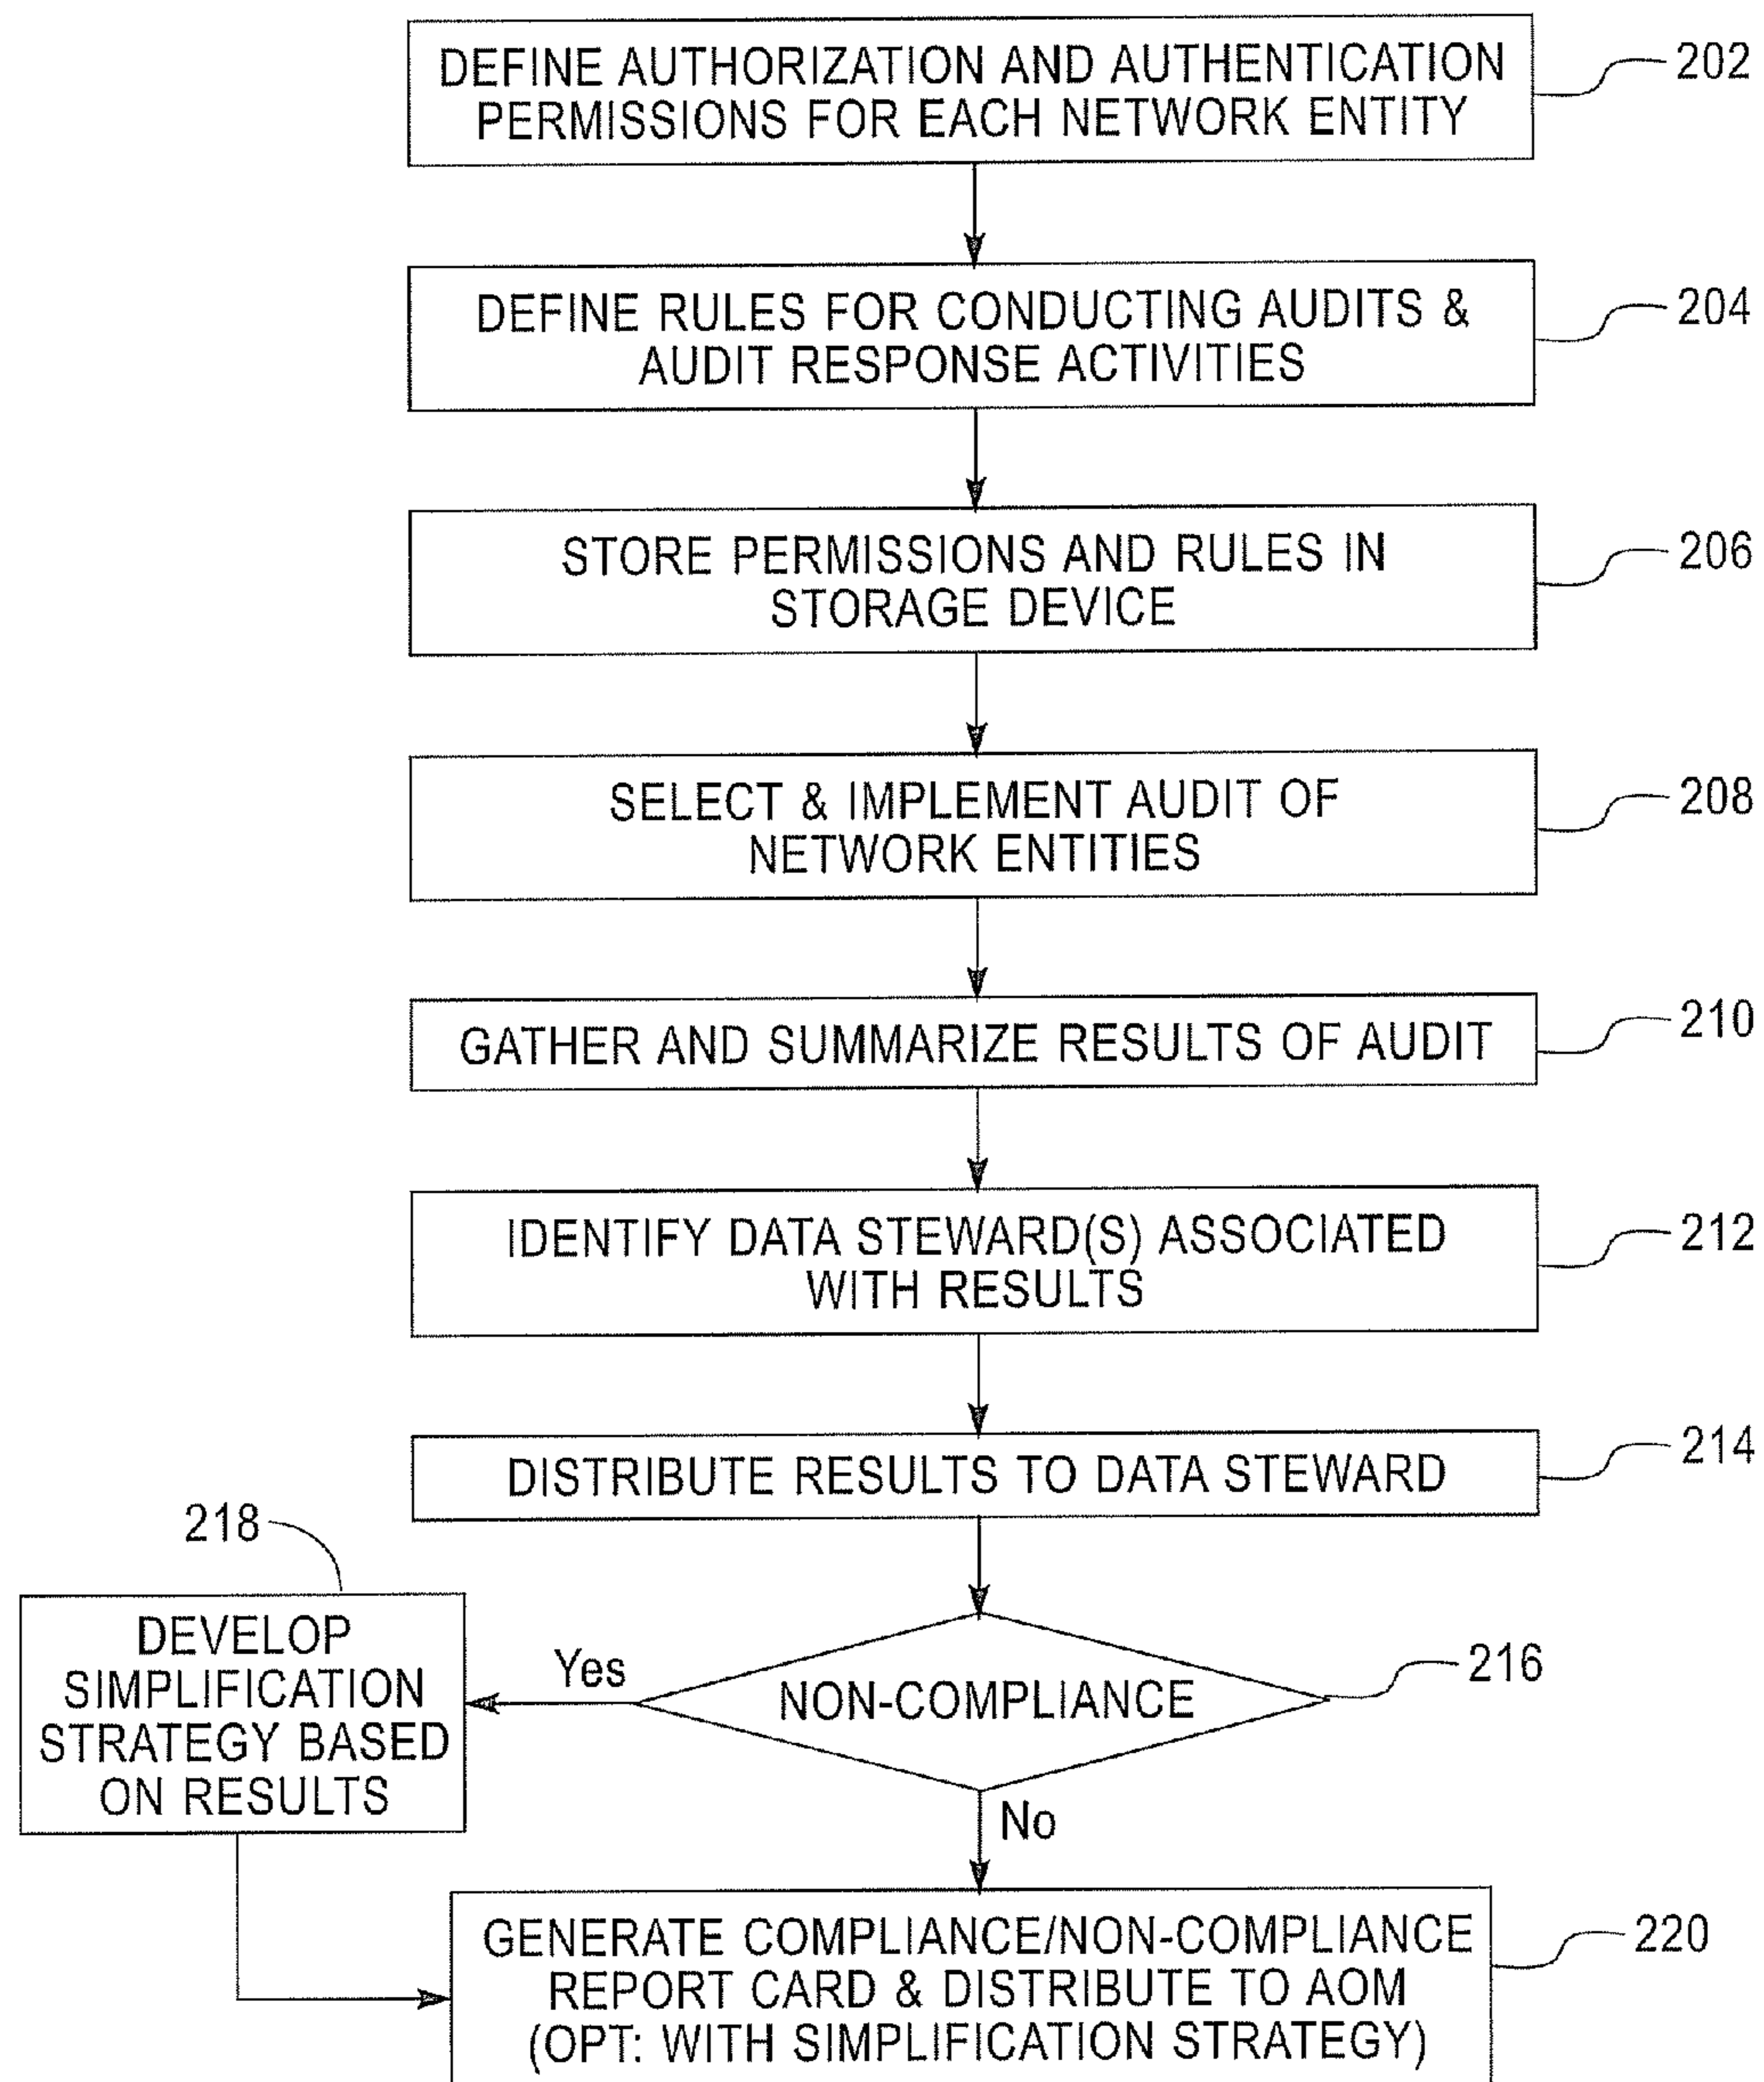 DEFINE AUTHORIZATION AND AUTHENTICATION
PERMISSIONS FOR EACH NETWORK ENTITY
202
DEFINE RULES FOR CONDUCTING AUDITS &
AUDIT RESPONSE ACTIVITIES
204
STORE PERMISSIONS AND RULES IN
STORAGE DEVICE
206
SELECT & IMPLEMENT AUDIT OF
NETWORK ENTITIES
208
GATHER AND SUMMARIZE RESULTS OF AUDIT
210
IDENTIFY DATA STEWARD(S) ASSOCIATED
WITH RESULTS
212
DISTRIBUTE RESULTS TO DATA STEWARD
214
218
DEVELOP
SIMPLIFICATION
STRATEGY BASED
ON RESULTS
Yes
NON-COMPLIANCE
216
No
GENERATE COMPLIANCE/NON-COMPLIANCE
REPORT CARD & DISTRIBUTE TO AOM
(OPT: WITH SIMPLIFICATION STRATEGY)
220